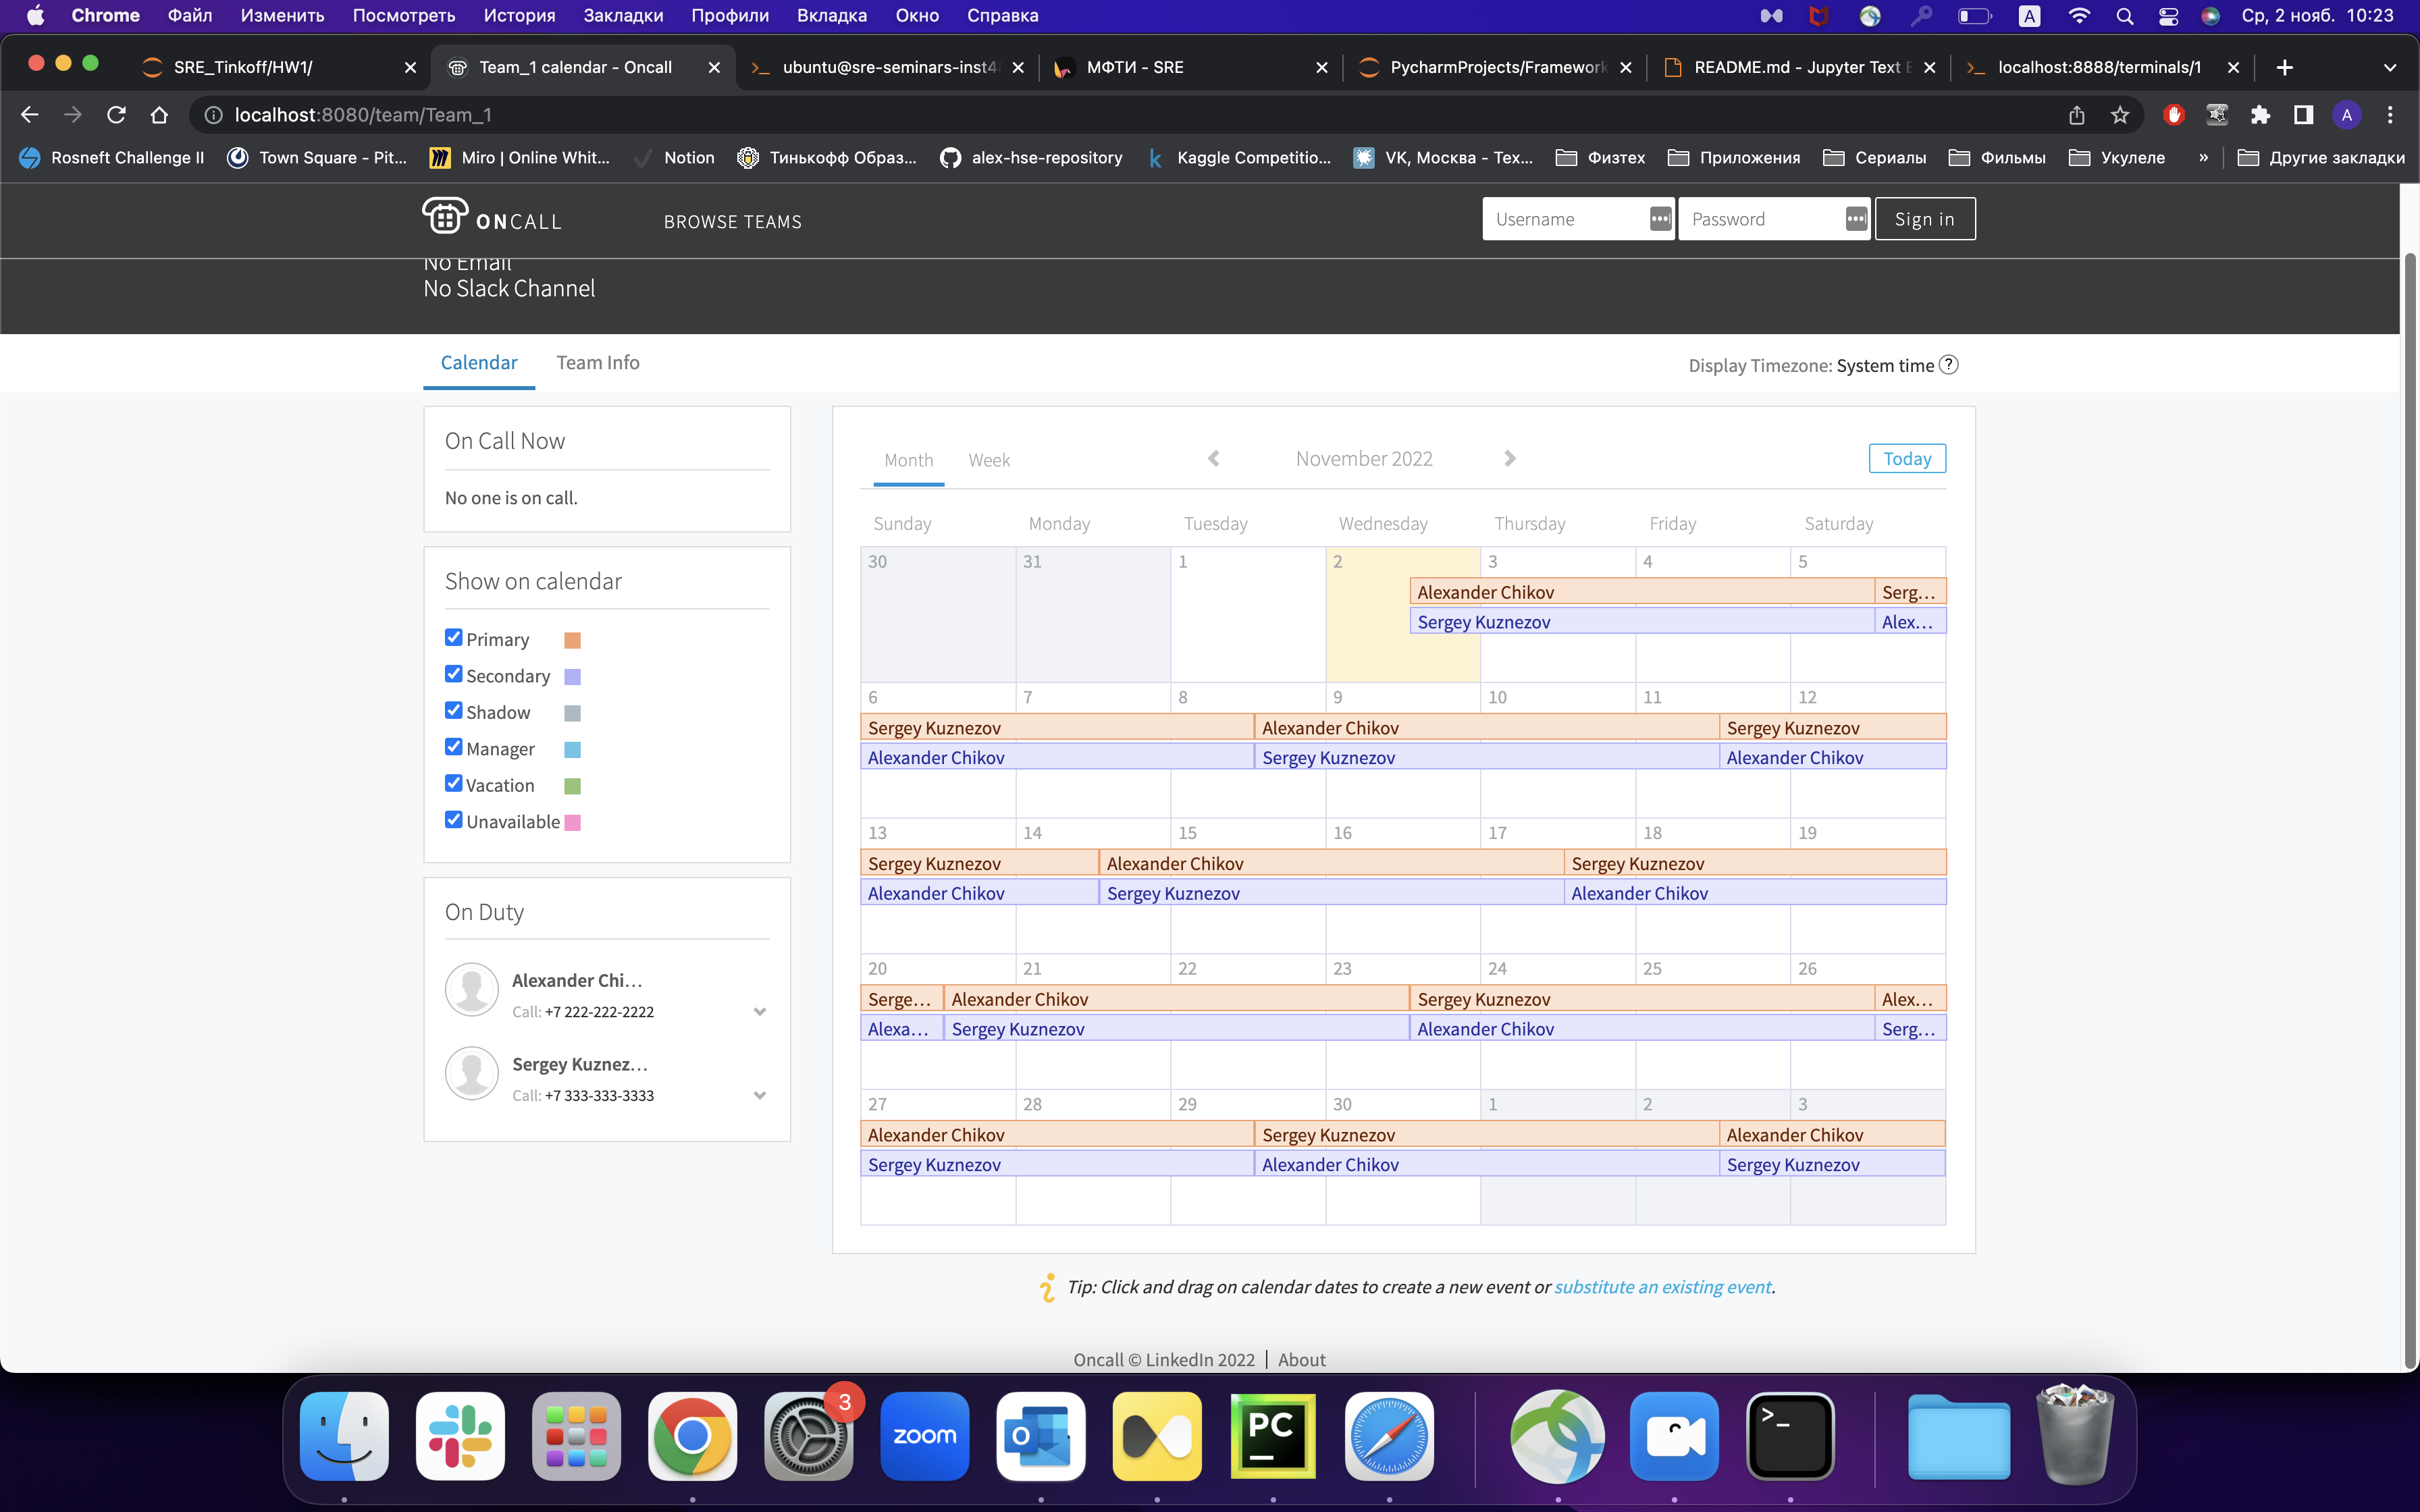 Chrome Файл Изменить Посмотреть История Закладки Профили Вкладка Окно Справка A Ср, 2 нояб. 10:23
SRE_Tinkoff/HW1/ Team_1 calendar - Oncall ubuntu@sre-seminars-inst4 МФТИ - SRE PycharmProjects/Framework README.md - Jupyter Text E localhost:8888/terminals/1
localhost:8080/team/Team_1 A
Rosneft Challenge II Town Square - Pit... Miro | Online Whit... Notion Тинькофф Образ... alex-hse-repository Kaggle Competitio... VK, Москва - Тех... Физтех Приложения Сериалы Фильмы Укулеле » Другие закладки
ONCALL BROWSE TEAMS Username Password Sign in
No Email
No Slack Channel
Calendar Team Info Display Timezone: System time ?
On Call Now
No one is on call.
Show on calendar
Primary
Secondary
Shadow
Manager
Vacation
Unavailable
On Duty
Alexander Chi...
Call: +7 222-222-2222
Sergey Kuznez...
Call: +7 333-333-3333
Month Week November 2022 Today
Sunday Monday Tuesday Wednesday Thursday Friday Saturday
30 31 1 2 3 4 5
Alexander Chikov Serg...
Sergey Kuznezov Alex...
6 7 8 9 10 11 12
Sergey Kuznezov Alexander Chikov Sergey Kuznezov
Alexander Chikov Sergey Kuznezov Alexander Chikov
13 14 15 16 17 18 19
Sergey Kuznezov Alexander Chikov Sergey Kuznezov
Alexander Chikov Sergey Kuznezov Alexander Chikov
20 21 22 23 24 25 26
Serge... Alexander Chikov Sergey Kuznezov Alex...
Alexa... Sergey Kuznezov Alexander Chikov Serg...
27 28 29 30 1 2 3
Alexander Chikov Sergey Kuznezov Alexander Chikov
Sergey Kuznezov Alexander Chikov Sergey Kuznezov
Tip: Click and drag on calendar dates to create a new event or substitute an existing event.
Oncall © LinkedIn 2022 | About
3
zoom
O
PC